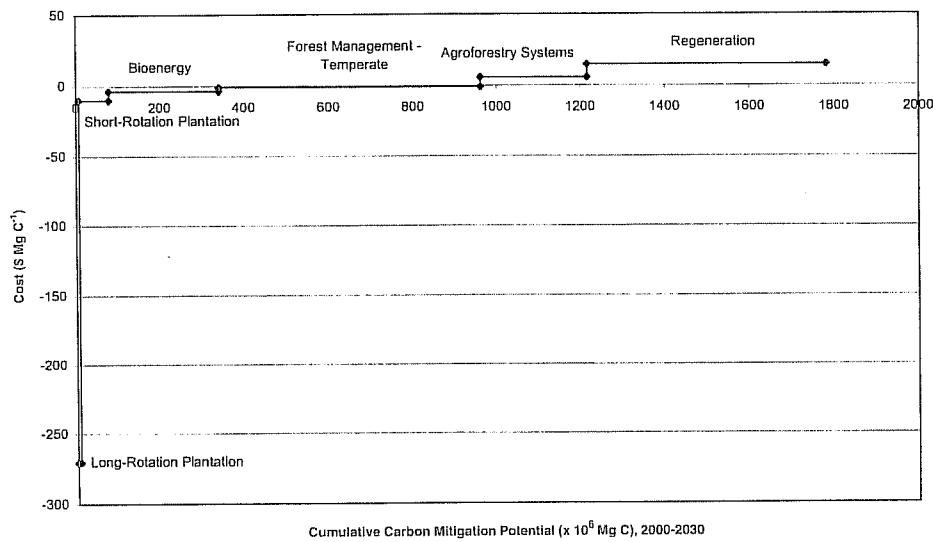 50
Forest Management -
Temperate
Agroforestry Systems
Regeneration
Bioenergy
0
0 200 400 600 800 1000 1200 1400 1600 1800 2000
Short-Rotation Plantation
-50
-100
-150
-200
-250
Long-Rotation Plantation
-300
Cost ($ Mg C⁻¹)
Cumulative Carbon Mitigation Potential (x 10⁶ Mg C), 2000-2030